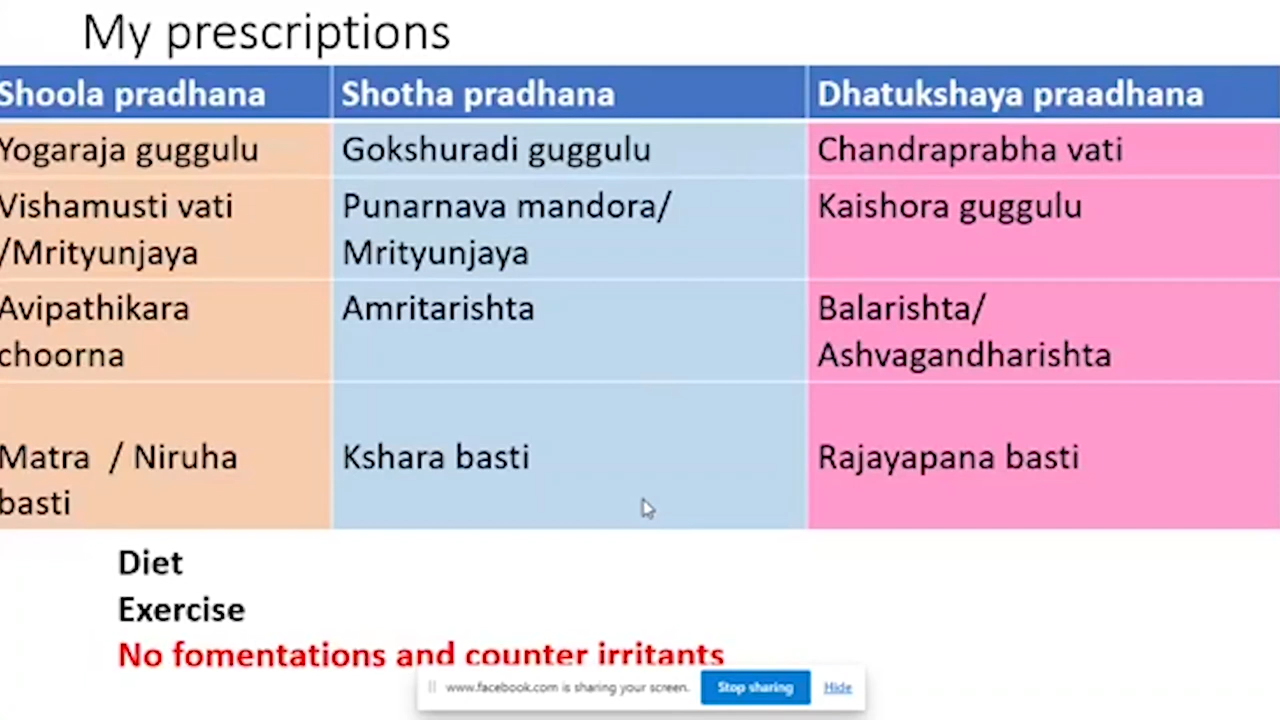 My prescriptions
Shoola pradhana
Shotha pradhana
Dhatukshaya praadhana
Yogaraja guggulu
Gokshuradi guggulu
Chandraprabha vati
Vishamusti vati
/Mrityunjaya
Punarnava mandora/
Mrityunjaya
Kaishora guggulu
Avipathikara
choorna
Amritarishta
Balarishta/
Ashvagandharishta
Matra / Niruha
basti
Kshara basti
Rajayapana basti
Diet
Exercise
No fomentations and counter irritants
www.facebook.com is sharing your screen.
Stop sharing
Hide